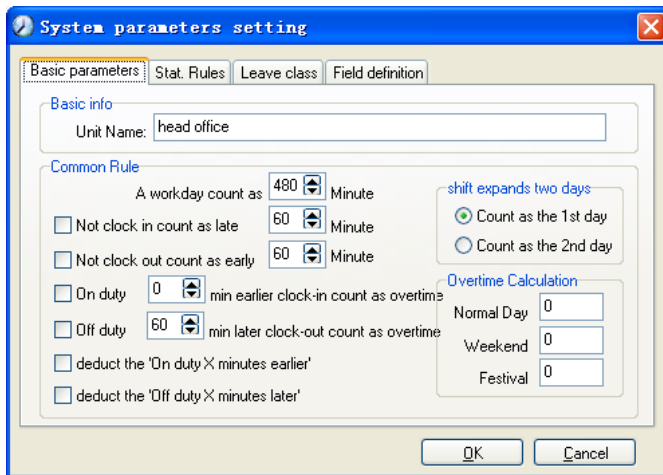 System parameters setting
Basic parameters Stat. Rules Leave class Field definition
Basic info
Unit Name: head office
Common Rule
A workday count as 480 Minute
Not clock in count as late 60 Minute
Not clock out count as early 60 Minute
On duty 0 min earlier clock-in count as overtime
Off duty 60 min later clock-out count as overtime
deduct the 'On duty X minutes earlier'
deduct the 'Off duty X minutes later'
shift expands two days
Count as the 1st day
Count as the 2nd day
Overtime Calculation
Normal Day 0
Weekend 0
Festival 0
OK Cancel